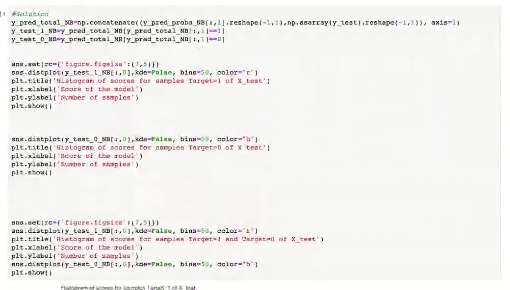 #Solution
y_pred_total_NB=np.concatenate((y_pred_proba_NB[:,1].reshape(-1,1),np.asarray(y_test).reshape(-1,1)), axis=1)
y_test_1_NB=y_pred_total_NB[y_pred_total_NB[:,1]==1]
y_test_0_NB=y_pred_total_NB[y_pred_total_NB[:,1]==0]
sns.set(rc={'figure.figsize':(7,5)})
sns.distplot(y_test_1_NB[:,0],kde=False, bins=50, color="r")
plt.title('Histogram of scores for samples Target=1 of X_test')
plt.xlabel('Score of the model')
plt.ylabel('Number of samples')
plt.show()
sns.distplot(y_test_0_NB[:,0],kde=False, bins=50, color="b")
plt.title('Histogram of scores for samples Target=0 of X_test')
plt.xlabel('Score of the model')
plt.ylabel('Number of samples')
plt.show()
sns.set(rc={'figure.figsize':(7,5)})
sns.distplot(y_test_1_NB[:,0],kde=False, bins=50, color="r")
plt.title('Histogram of scores for samples Target=1 and Target=0 of X_test')
plt.xlabel('Score of the model')
plt.ylabel('Number of samples')
sns.distplot(y_test_0_NB[:,0],kde=False, bins=50, color="b")
plt.show()
Histogram of scores for samples Target=1 of X_test